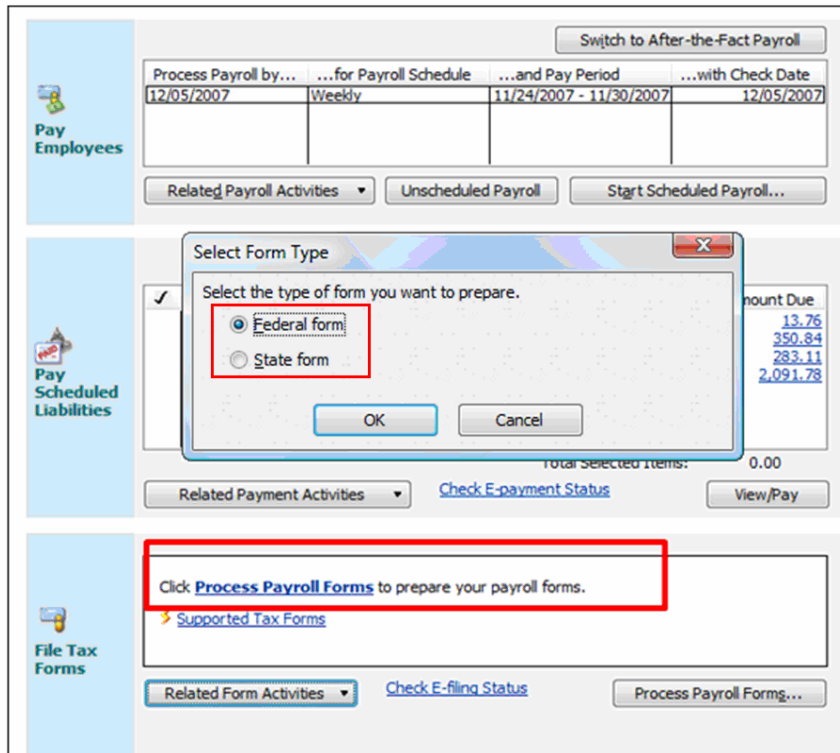 Switch to After-the-Fact Payroll
Process Payroll by... ...for Payroll Schedule ...and Pay Period ...with Check Date
12/05/2007 Weekly 11/24/2007 - 11/30/2007 12/05/2007
Pay
Employees
Related Payroll Activities Unscheduled Payroll Start Scheduled Payroll...
Select Form Type
Select the type of form you want to prepare.
Federal form
State form
OK Cancel
mount Due
13.76
350.84
283.11
2,091.78
Pay
Scheduled
Liabilities
Total Selected Items: 0.00
Related Payment Activities Check E-payment Status View/Pay
Click Process Payroll Forms to prepare your payroll forms.
Supported Tax Forms
File Tax
Forms
Related Form Activities Check E-filing Status Process Payroll Forms...